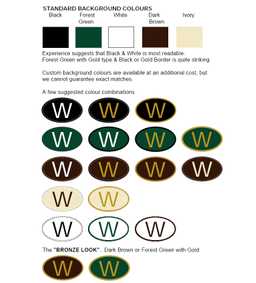 STANDARD BACKGROUND COLOURS
Black Forest Green White Dark Brown Ivory
Experience suggests that Black & White is most readable.
Forest Green with Gold type & Black or Gold Border is quite striking
Custom background colours are available at an additional cost, but
we cannot guarantee exact matches.
A few suggested colour combinations
W W W
W W W W
W W W W
W W
W W W
The "BRONZE LOOK". Dark Brown or Forest Green with Gold
W W